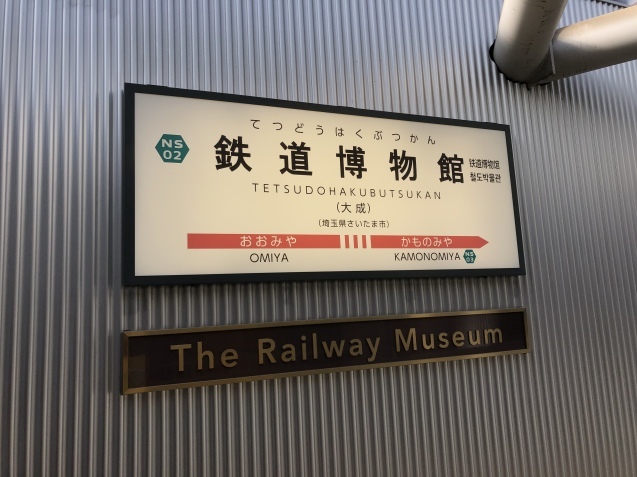 てつどうはくぶつかん
NS
02
鉄道博物館
铁道博物馆
철도박물관
TETSUDOHAKUBUTSUKAN
(大成)
(埼玉県さいたま市)
おおみや かものみや
OMIYA KAMONOMIYA
NS
03
The Railway Museum